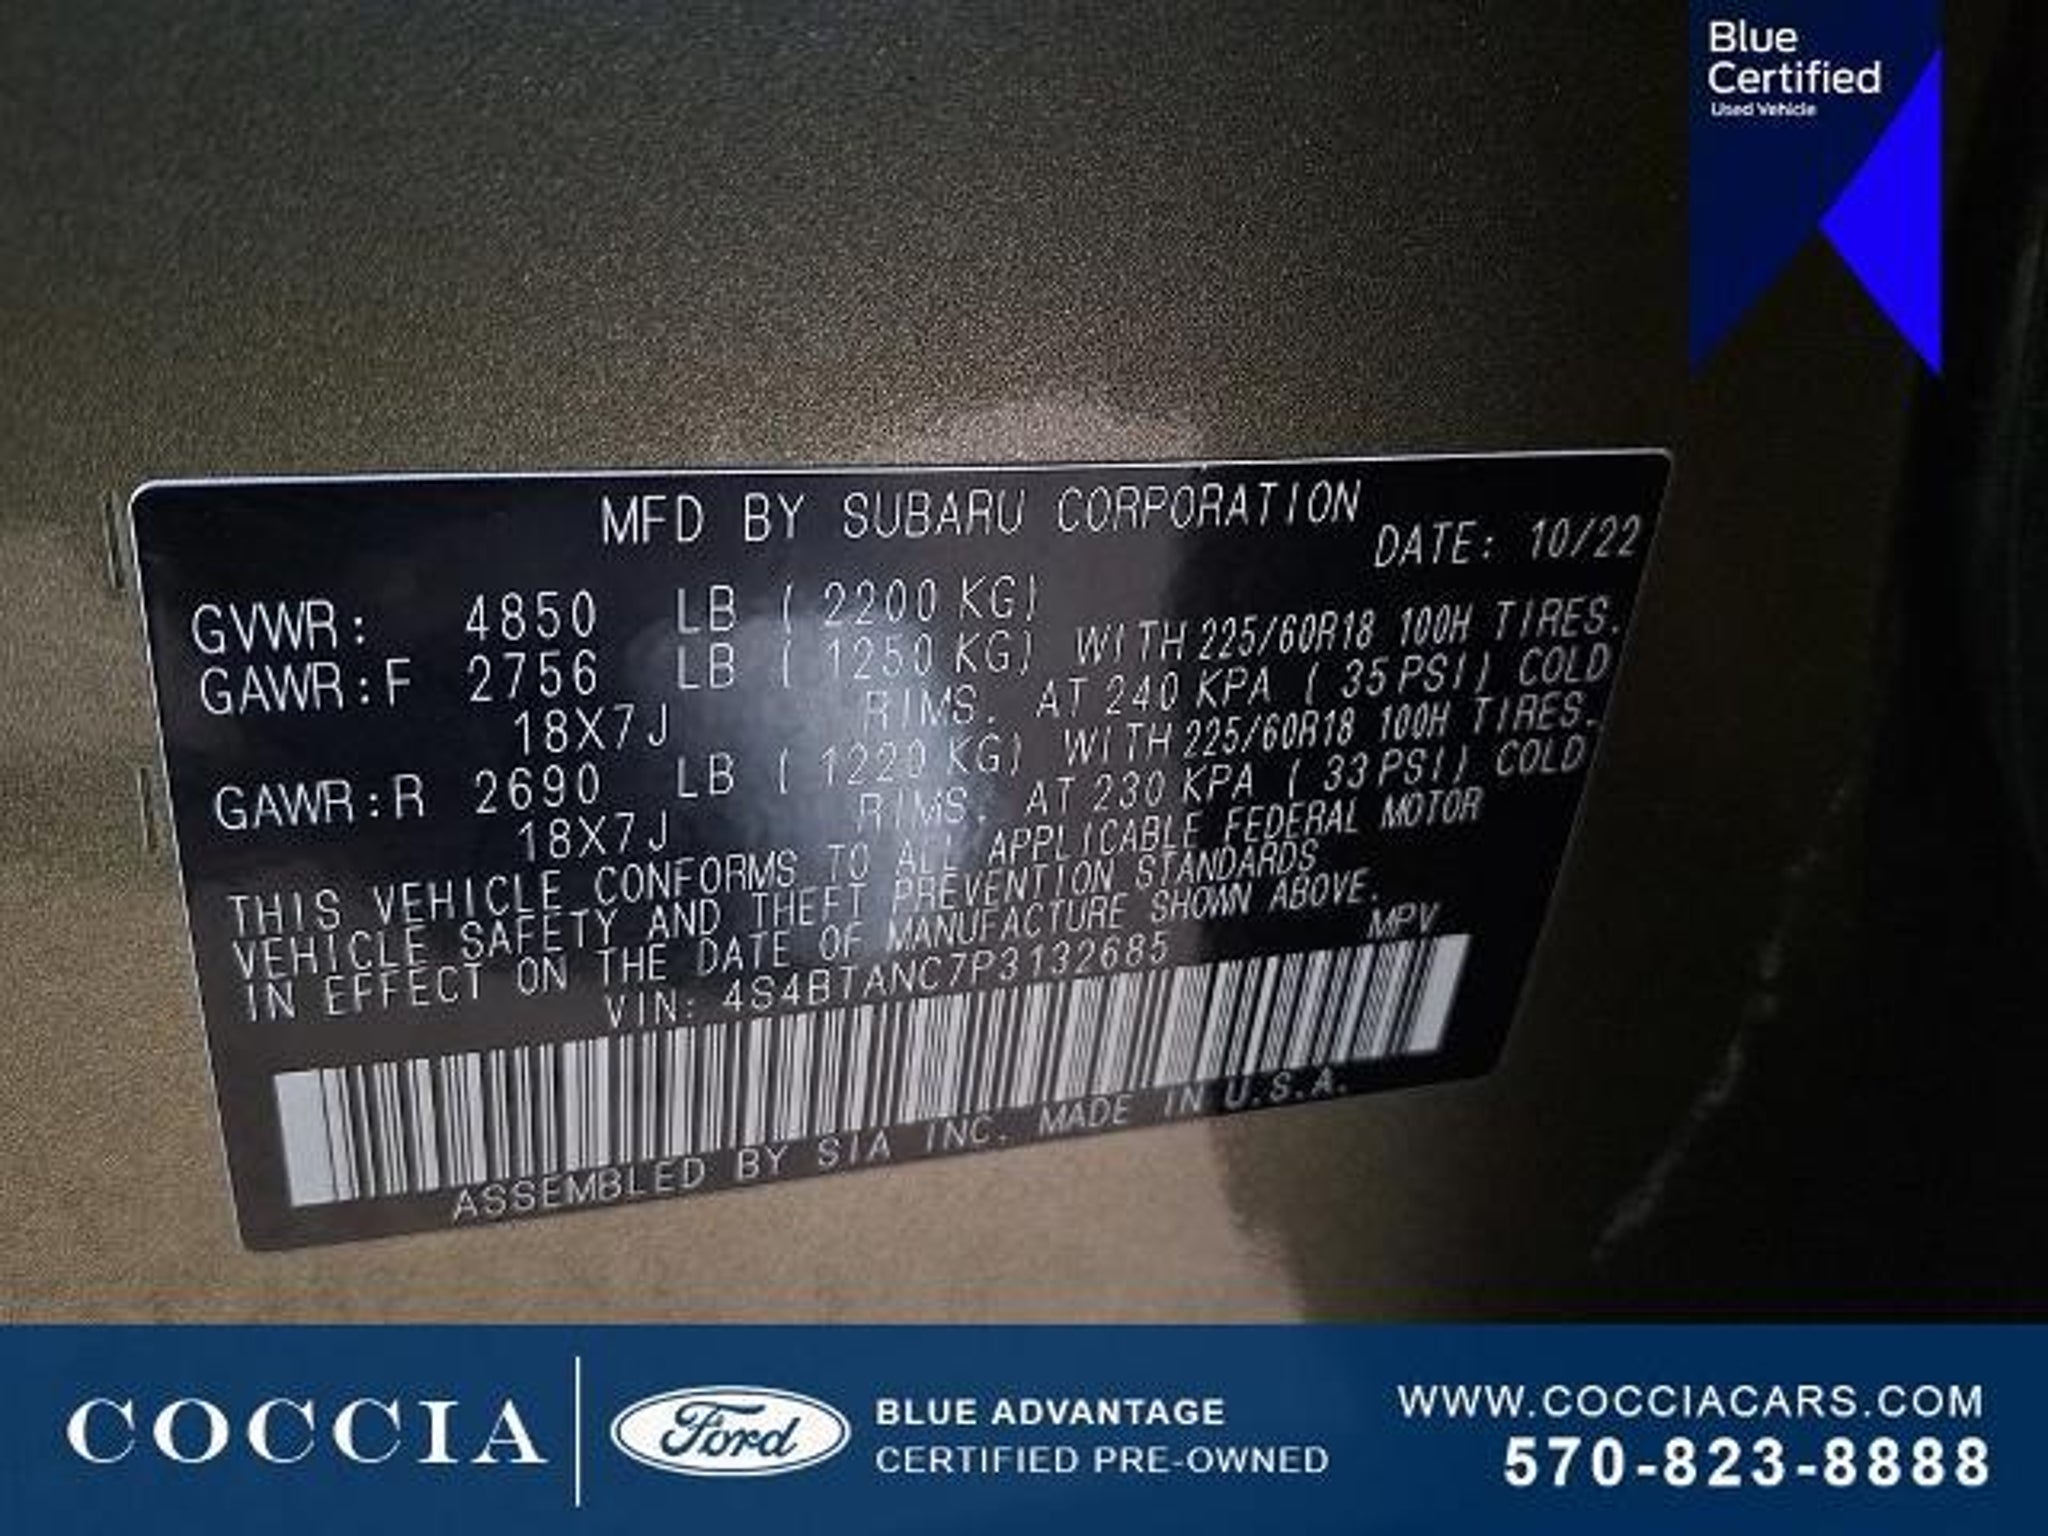 Blue
Certified
Used Vehicle
MFD BY SUBARU CORPORATION
DATE: 10/22
GVWR: 4850 LB ( 2200 KG)
GAWR:F 2756 LB ( 1250 KG) WITH 225/60R18 100H TIRES.
18X7J RIMS. AT 240 KPA ( 35 PSI) COLD
GAWR:R 2690 LB ( 1220 KG) WITH 225/60R18 100H TIRES.
18X7J RIMS. AT 230 KPA ( 33 PSI) COLD
THIS VEHICLE CONFORMS TO ALL APPLICABLE FEDERAL MOTOR
VEHICLE SAFETY AND THEFT PREVENTION STANDARDS
IN EFFECT ON THE DATE OF MANUFACTURE SHOWN ABOVE.
VIN: 4S4BTANC7P3132685 MPV
ASSEMBLED BY SIA INC. MADE IN U.S.A.
COCCIA
Ford
BLUE ADVANTAGE
CERTIFIED PRE-OWNED
WWW.COCCIACARS.COM
570-823-8888